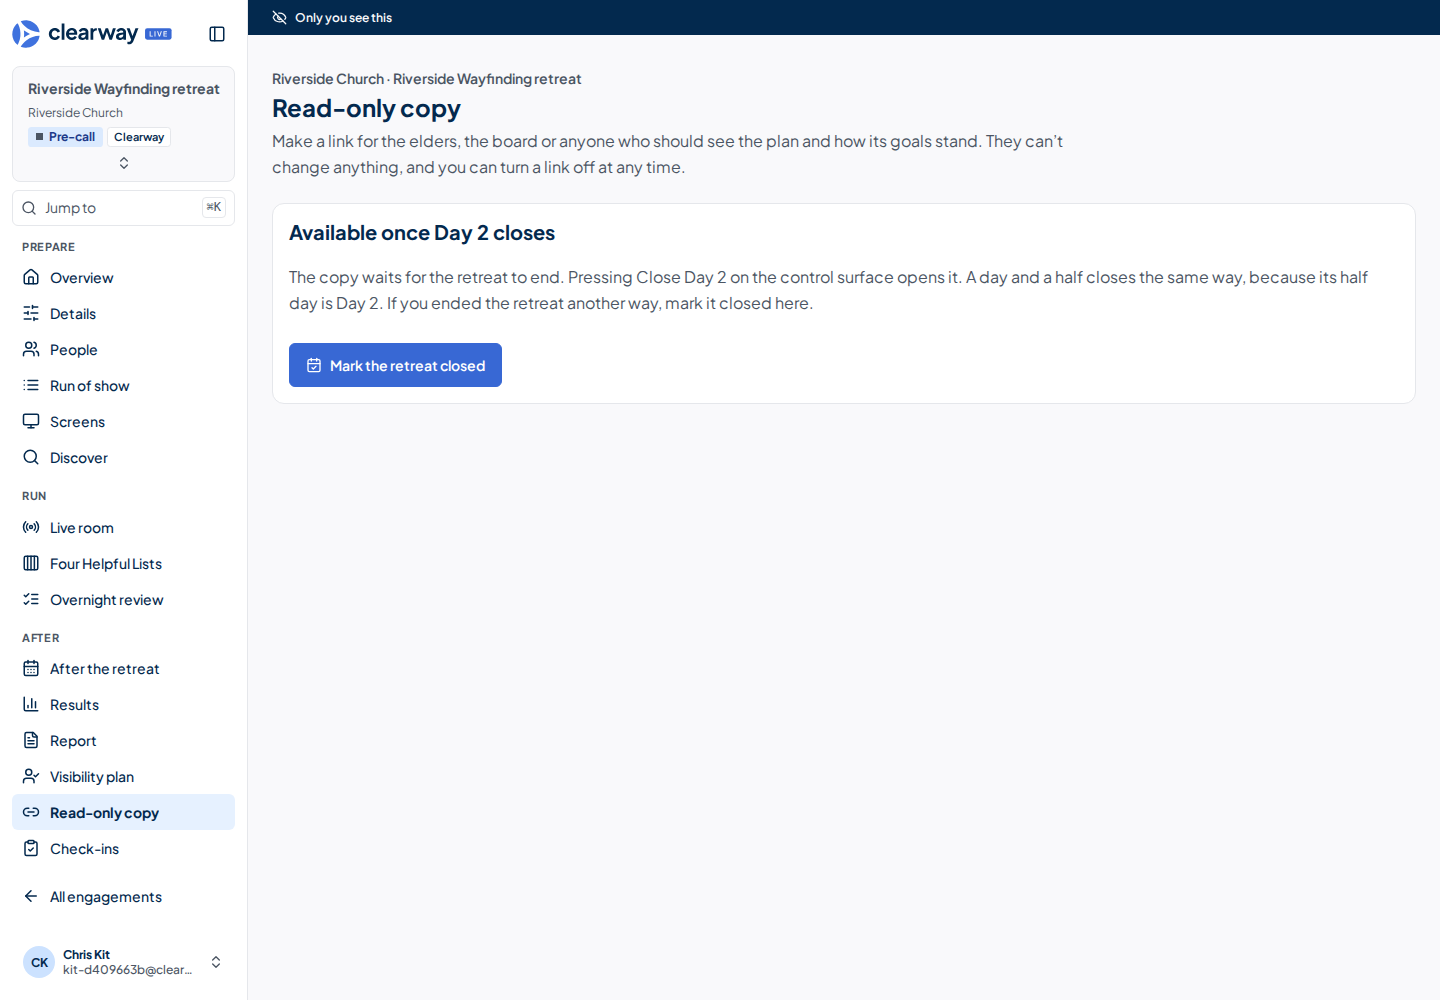 clearway LIVE
Only you see this
Riverside Wayfinding retreat
Riverside Church
Pre-call
Clearway
Jump to
⌘K
PREPARE
Overview
Details
People
Run of show
Screens
Discover
RUN
Live room
Four Helpful Lists
Overnight review
AFTER
After the retreat
Results
Report
Visibility plan
Read-only copy
Check-ins
All engagements
CK
Chris Kit
kit-d409663b@clear...
Riverside Church · Riverside Wayfinding retreat
Read-only copy
Make a link for the elders, the board or anyone who should see the plan and how its goals stand. They can’t
change anything, and you can turn a link off at any time.
Available once Day 2 closes
The copy waits for the retreat to end. Pressing Close Day 2 on the control surface opens it. A day and a half closes the same way, because its half
day is Day 2. If you ended the retreat another way, mark it closed here.
Mark the retreat closed